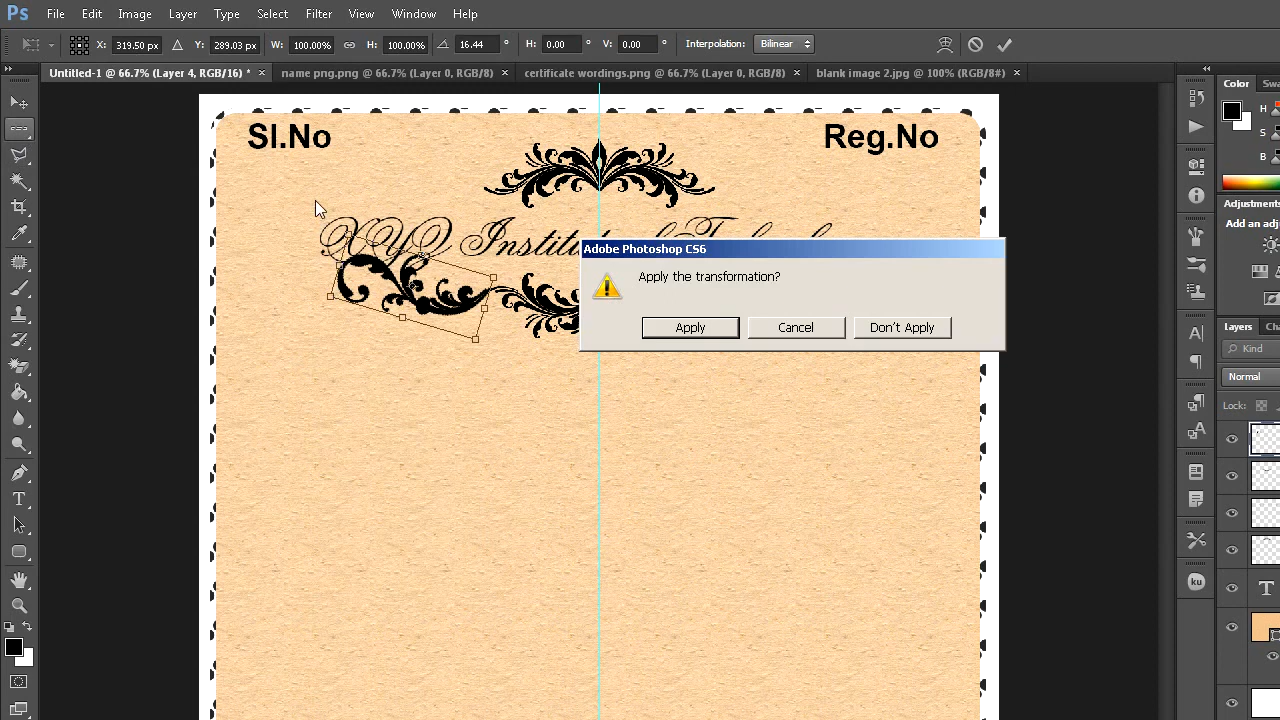 Ps File Edit Image Layer Type Select Filter View Window Help
X: 319.50 px Y: 289.03 px W: 100.00% H: 100.00% 16.44 ° H: 0.00 ° V: 0.00 ° Interpolation: Bilinear
Untitled-1 @ 66.7% (Layer 4, RGB/16) * × name png.png @ 66.7% (Layer 0, RGB/8) × certificate wordings.png @ 66.7% (Layer 0, RGB/8) × blank image 2.jpg @ 100% (RGB/8#) ×
Color
H
S
B
Sl.No
Reg.No
Adjustments
Add an adj
XYQ
Adobe Photoshop CS6
Apply the transformation?
Apply Cancel Don't Apply
Layers
Kind
Normal
Lock:
ku